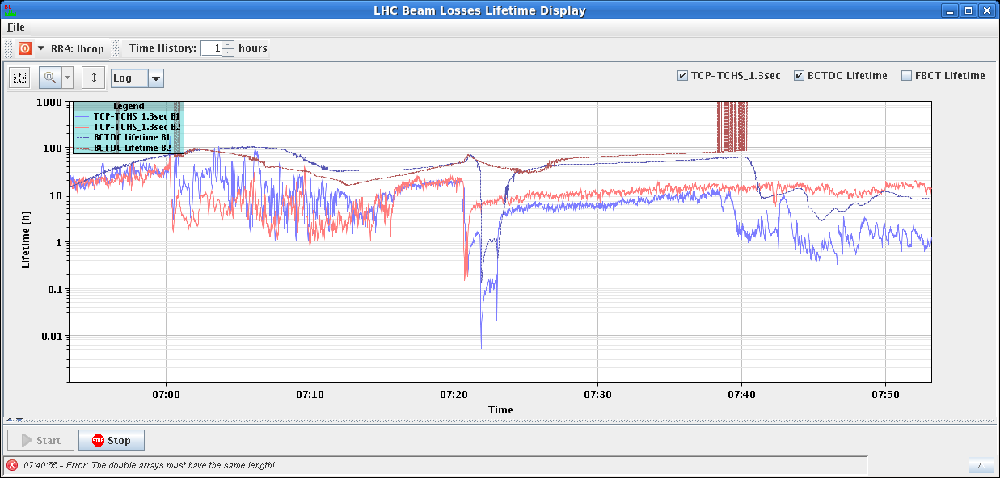 BL
LHC Beam Losses Lifetime Display
File
RBA: lhcop
Time History: 1 hours
Log
TCP-TCHS_1.3sec
BCTDC Lifetime
FBCT Lifetime
Legend
TCP-TCHS_1.3sec B1
TCP-TCHS_1.3sec B2
BCTDC Lifetime B1
BCTDC Lifetime B2
Lifetime [h]
1000
100
10
1
0.1
0.01
07:00 07:10 07:20 07:30 07:40 07:50
Time
Start
STOP Stop
07:40:55 - Error: The double arrays must have the same length!